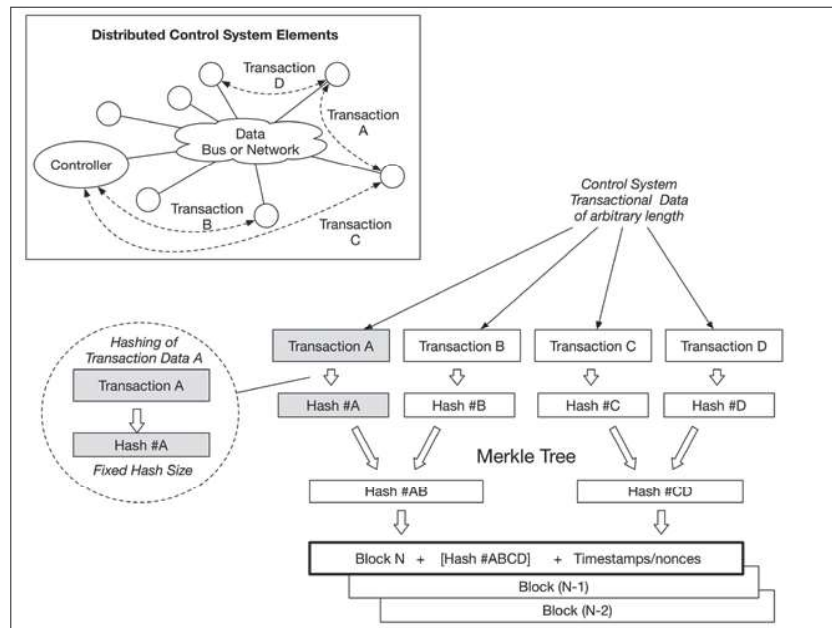 Distributed Control System Elements
Transaction
D
Transaction
A
Data
Bus or Network
Controller
Transaction
B
Transaction
C
Control System
Transactional Data
of arbitrary length
Hashing of
Transaction Data A
Transaction A
Hash #A
Fixed Hash Size
Transaction A Transaction B Transaction C Transaction D
Hash #A Hash #B Hash #C Hash #D
Merkle Tree
Hash #AB Hash #CD
Block N + [Hash #ABCD] + Timestamps/nonces
Block (N-1)
Block (N-2)